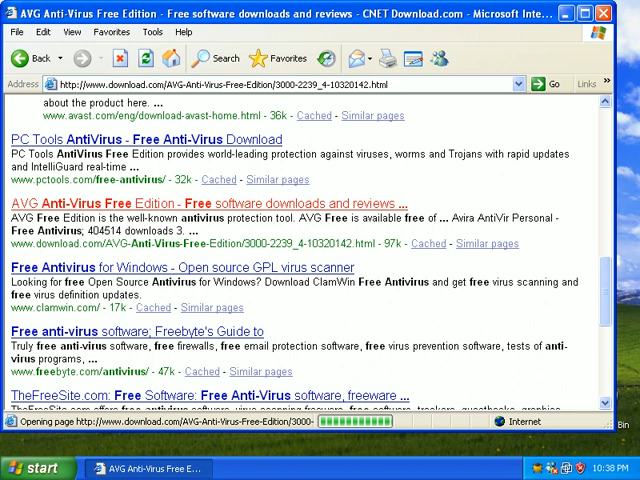 AVG Anti-Virus Free Edition - Free software downloads and reviews - CNET Download.com - Microsoft Inte...
File Edit View Favorites Tools Help
Back Search Favorites
Address http://www.download.com/AVG-Anti-Virus-Free-Edition/3000-2239_4-10320142.html Go Links »
about the product here. ...
www.avast.com/eng/download-avast-home.html - 36k - Cached - Similar pages
PC Tools AntiVirus - Free Anti-Virus Download
PC Tools AntiVirus Free Edition provides world-leading protection against viruses, worms and Trojans with rapid updates
and IntelliGuard real-time ...
www.pctools.com/free-antivirus/ - 32k - Cached - Similar pages
AVG Anti-Virus Free Edition - Free software downloads and reviews ...
AVG Free Edition is the well-known antivirus protection tool. AVG Free is available free of ... Avira AntiVir Personal -
Free Antivirus; 404514 downloads 3. ...
www.download.com/AVG-Anti-Virus-Free-Edition/3000-2239_4-10320142.html - 97k - Cached - Similar pages
Free Antivirus for Windows - Open source GPL virus scanner
Looking for free Open Source Antivirus for Windows? Download ClamWin Free Antivirus and get free virus scanning and
free virus definition updates.
www.clamwin.com/ - 17k - Cached - Similar pages
Free anti-virus software; Freebyte's Guide to
Truly free anti-virus software, free firewalls, free email protection software, free virus prevention software, tests of anti-
virus programs, ...
www.freebyte.com/antivirus/ - 47k - Cached - Similar pages
TheFreeSite.com: Free Software: Free Anti-Virus software, freeware ...
Opening page http://www.download.com/AVG-Anti-Virus-Free-Edition/3000- Internet
Bin
start AVG Anti-Virus Free E... 10:38 PM